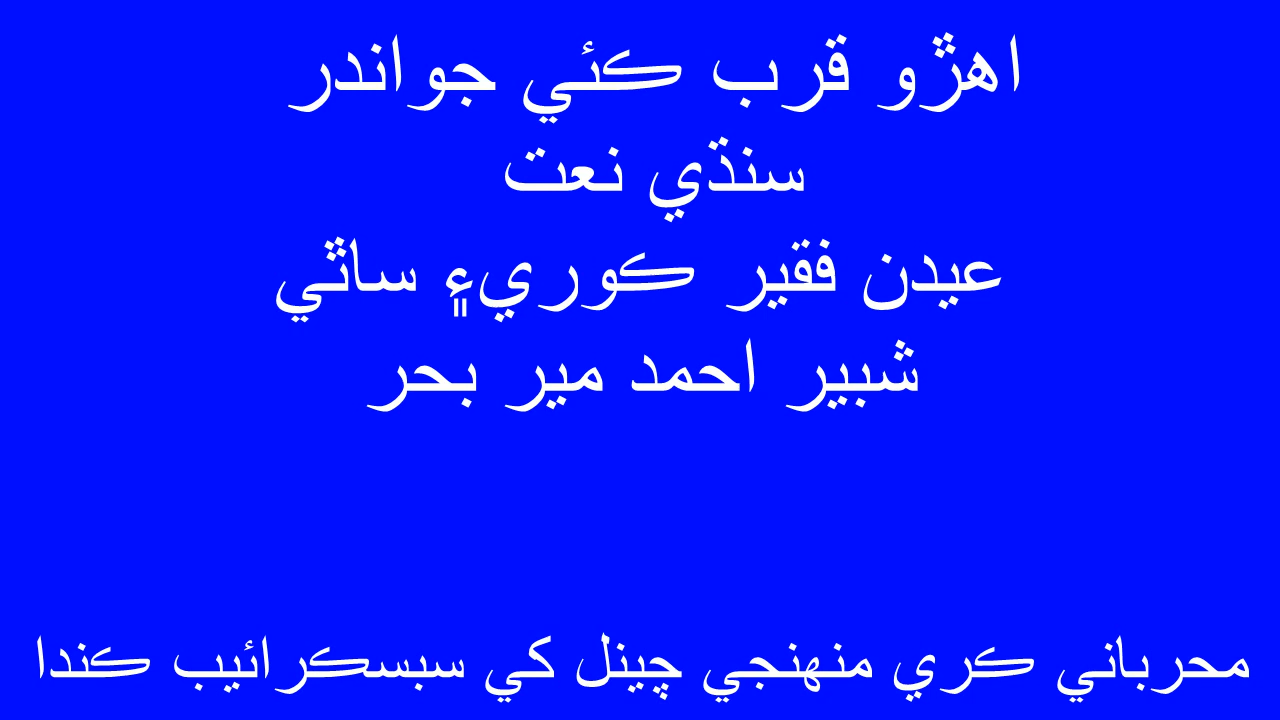 اهڙو قرب ڪئي جواندر
سنڌي نعت
عيدن فقير ڪوريءِ ساٿي
شبير احمد مير بحر
محرباني ڪري منهنجي چينل کي سبسڪرائيب ڪندا